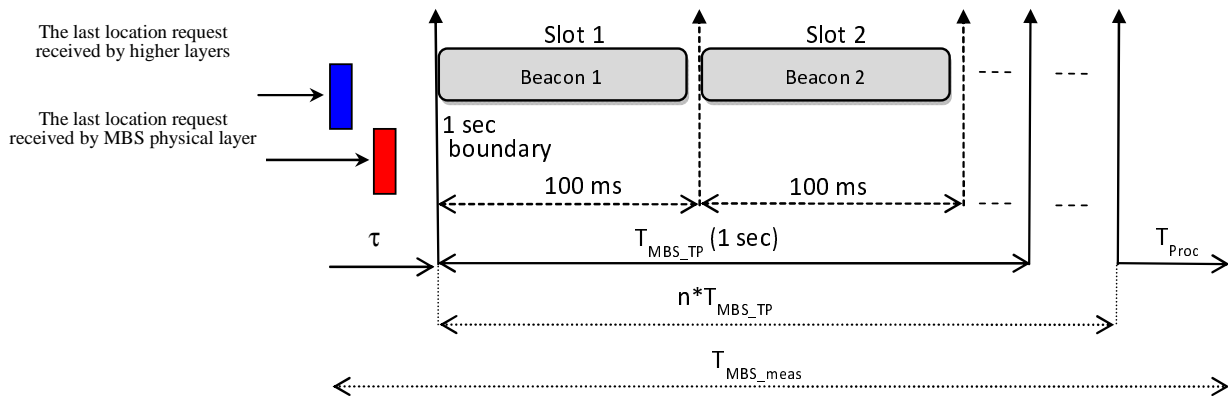 The last location request
received by higher layers
The last location request
received by MBS physical layer
Slot 1
Slot 2
Beacon 1
Beacon 2
1 sec
boundary
100 ms
100 ms
τ
T_MBS_TP (1 sec)
T_Proc
n*T_MBS_TP
T_MBS_meas